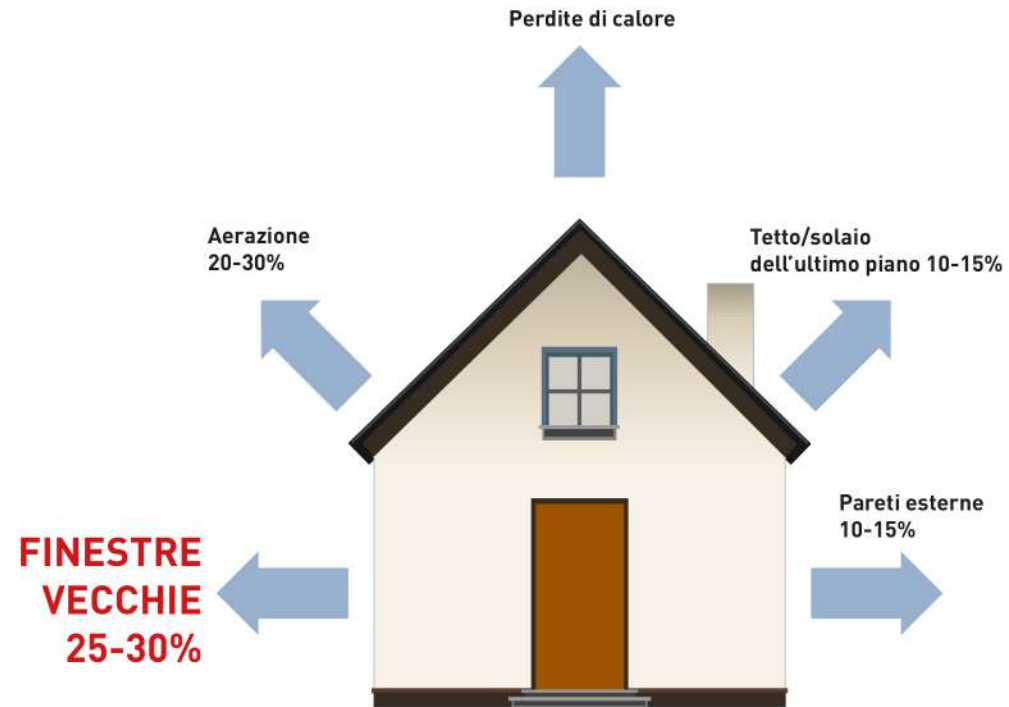 Perdite di calore
Aerazione
20-30%
Tetto/solaio
dell'ultimo piano 10-15%
Pareti esterne
10-15%
FINESTRE
VECCHIE
25-30%